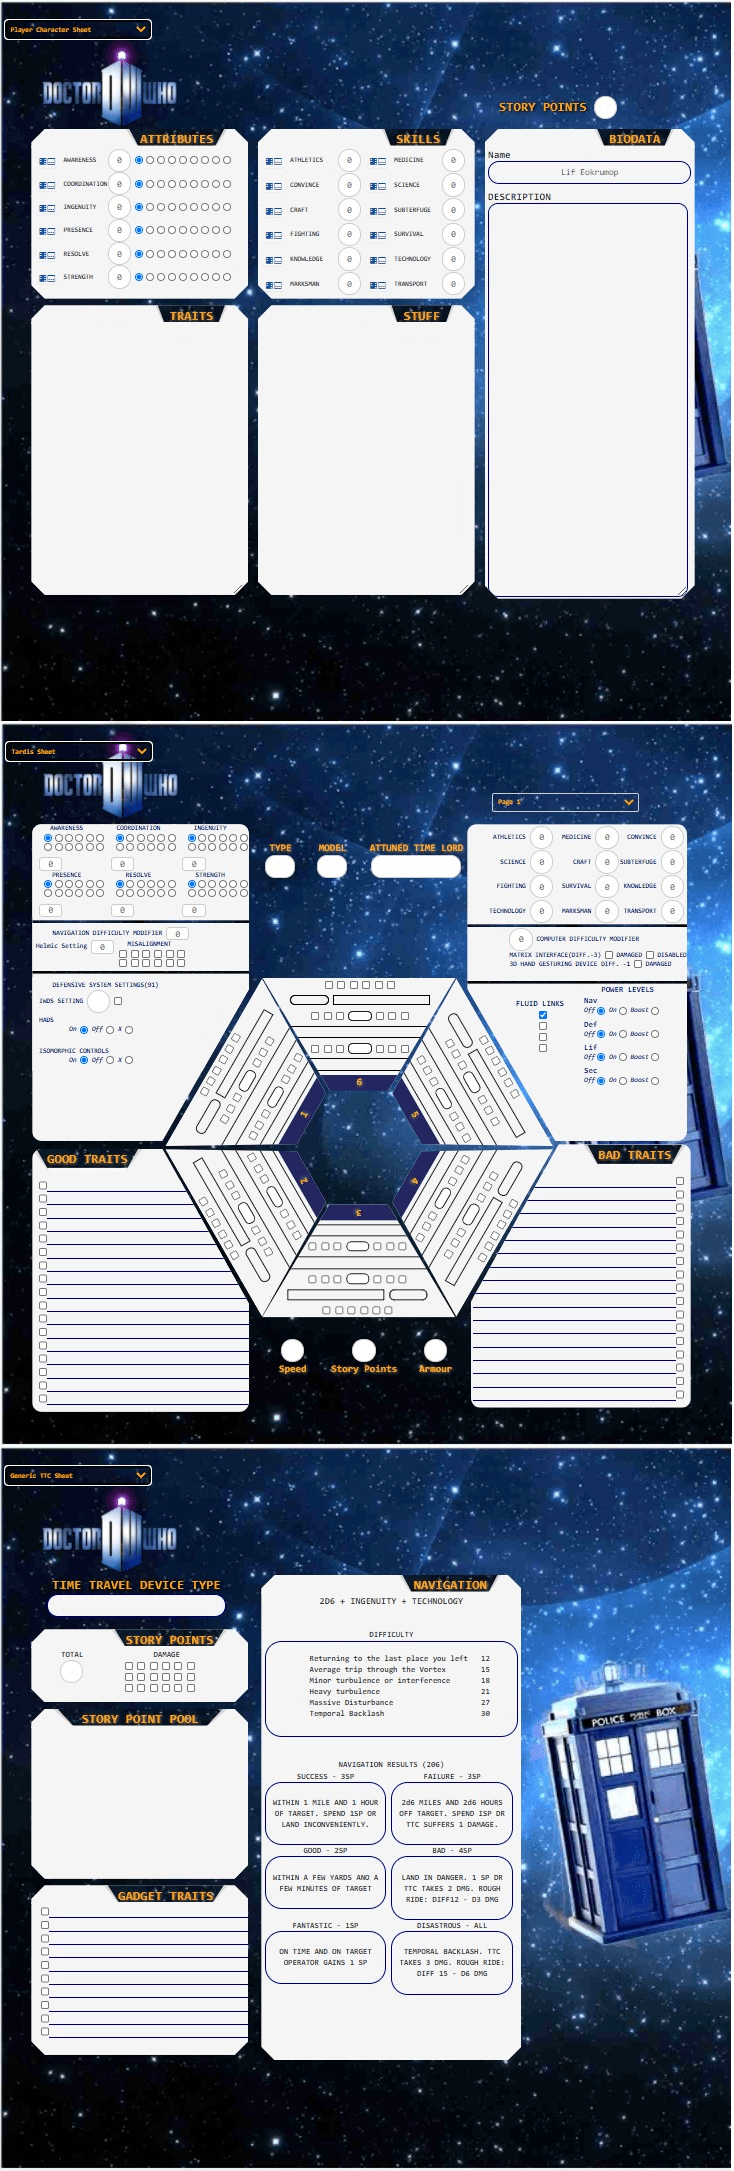 Player Character Sheet
DOCTOR WHO
STORY POINTS
ATTRIBUTES
AWARENESS 0
COORDINATION 0
INGENUITY 0
PRESENCE 0
RESOLVE 0
STRENGTH 0
SKILLS
ATHLETICS 0 MEDICINE 0
CONVINCE 0 SCIENCE 0
CRAFT 0 SUBTERFUGE 0
FIGHTING 0 SURVIVAL 0
KNOWLEDGE 0 TECHNOLOGY 0
MARKSMAN 0 TRANSPORT 0
BIODATA
Name
Lif Eokrumop
DESCRIPTION
TRAITS
STUFF
Tardis Sheet
DOCTOR WHO
Page 1
AWARENESS COORDINATION INGENUITY
0 0 0
PRESENCE RESOLVE STRENGTH
0 0 0
NAVIGATION DIFFICULTY MODIFIER 0
Helmic Setting 0 MISALIGNMENT
DEFENSIVE SYSTEM SETTINGS(91)
IWDS SETTING
HADS
On Off X
ISOMORPHIC CONTROLS
On Off X
TYPE MODEL ATTUNED TIME LORD
ATHLETICS 0 MEDICINE 0 CONVINCE 0
SCIENCE 0 CRAFT 0 SUBTERFUGE 0
FIGHTING 0 SURVIVAL 0 KNOWLEDGE 0
TECHNOLOGY 0 MARKSMAN 0 TRANSPORT 0
0 COMPUTER DIFFICULTY MODIFIER
MATRIX INTERFACE(DIFF.-3) DAMAGED DISABLED
3D HAND GESTURING DEVICE DIFF. -1 DAMAGED
POWER LEVELS
FLUID LINKS
Nav
Off On Boost
Def
Off On Boost
Lif
Off On Boost
Sec
Off On Boost
6
1
5
2
4
3
GOOD TRAITS
BAD TRAITS
Speed Story Points Armour
Generic TTC Sheet
DOCTOR WHO
TIME TRAVEL DEVICE TYPE
STORY POINTS
TOTAL DAMAGE
STORY POINT POOL
GADGET TRAITS
NAVIGATION
2D6 + INGENUITY + TECHNOLOGY
DIFFICULTY
Returning to the last place you left 12
Average trip through the Vortex 15
Minor turbulence or interference 18
Heavy turbulence 21
Massive Disturbance 27
Temporal Backlash 30
NAVIGATION RESULTS (206)
SUCCESS - 3SP
WITHIN 1 MILE AND 1 HOUR
OF TARGET. SPEND 1SP OR
LAND INCONVENIENTLY.
FAILURE - 3SP
2d6 MILES AND 2d6 HOURS
OFF TARGET. SPEND ISP DR
TTC SUFFERS 1 DAMAGE.
GOOD - 2SP
WITHIN A FEW YARDS ANO A
FEW MINUTES OF TARGET
BAD - 4SP
LAND IN DANGER. 1 SP DR
TTC TAKES 2 DMG. ROUGH
RIDE: DIFF12 - D3 DMG
FANTASTIC - 1SP
ON TIME AND ON TARGET
OPERATOR GAINS 1 SP
DISASTROUS - ALL
TEMPORAL BACKLASH. TTC
TAKES 3 DMG. ROUGH RIDE:
DIFF 15 - D6 DMG
POLICE BOX